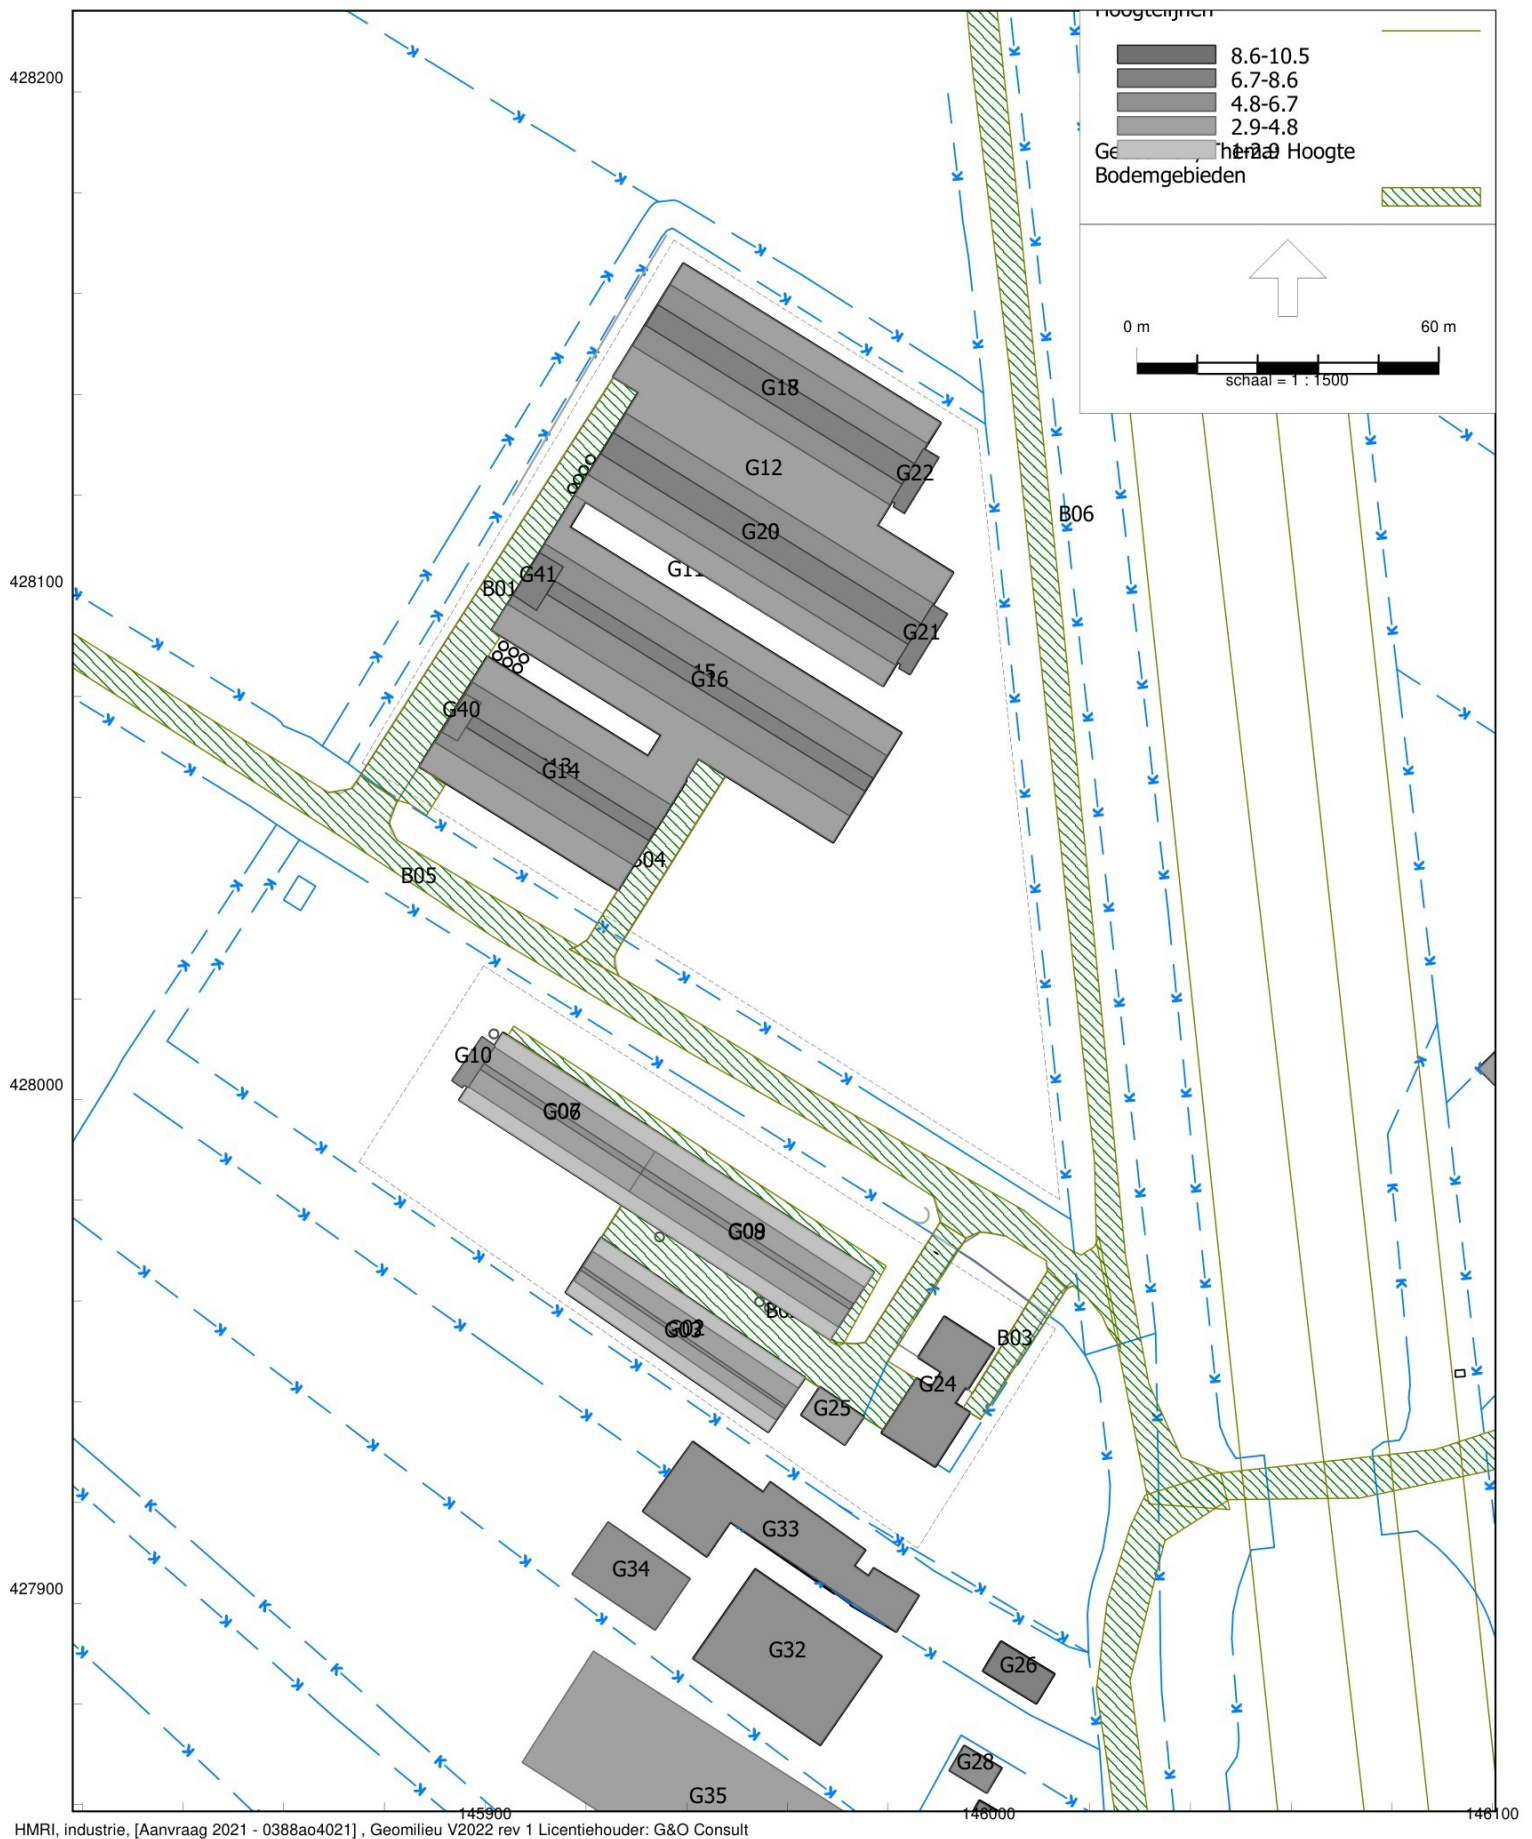 Hoogtelijnen
8.6-10.5
6.7-8.6
4.8-6.7
2.9-4.8
Hoogte
Bodemgebieden
0 m
60 m
schaal = 1 : 1500
428200
428100
428000
427900
G12
G22
G20
G41
B01
G21
G16
G40
G14
B04
B05
B06
G10
B03
G24
G25
G33
G34
G32
G26
G28
G35
145900
146000
146100
HMRI, industrie, [Aanvraag 2021 - 0388ao4021] , Geomilieu V2022 rev 1 Licentiehouder: G&O Consult